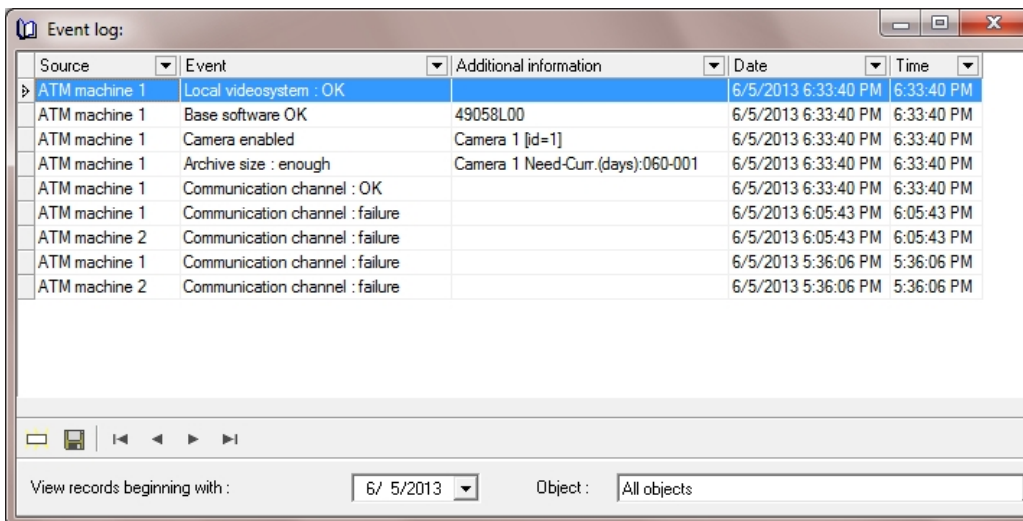 Event log:
Source Event Additional information Date Time
ATM machine 1 Local videosystem : OK 6/5/2013 6:33:40 PM 6:33:40 PM
ATM machine 1 Base software OK 49058L00 6/5/2013 6:33:40 PM 6:33:40 PM
ATM machine 1 Camera enabled Camera 1 [id=1] 6/5/2013 6:33:40 PM 6:33:40 PM
ATM machine 1 Archive size : enough Camera 1 Need-Curr.(days):060-001 6/5/2013 6:33:40 PM 6:33:40 PM
ATM machine 1 Communication channel : OK 6/5/2013 6:33:40 PM 6:33:40 PM
ATM machine 1 Communication channel : failure 6/5/2013 6:05:43 PM 6:05:43 PM
ATM machine 2 Communication channel : failure 6/5/2013 6:05:43 PM 6:05:43 PM
ATM machine 1 Communication channel : failure 6/5/2013 5:36:06 PM 5:36:06 PM
ATM machine 2 Communication channel : failure 6/5/2013 5:36:06 PM 5:36:06 PM
View records beginning with : 6/ 5/2013 Object : All objects